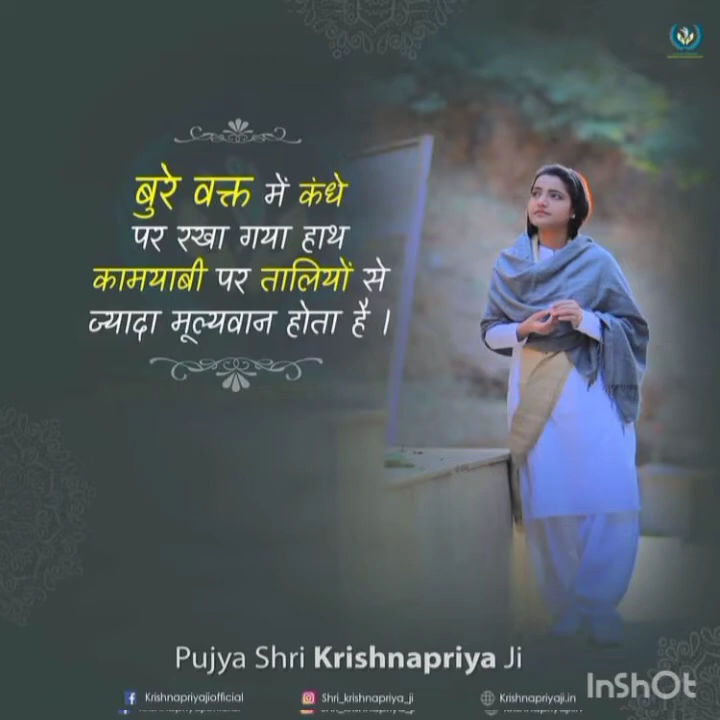 बुरे वक्त में कंधे
पर रखा गया हाथ
कामयाबी पर तालियों से
ज्यादा मूल्यवान होता है ।
Pujya Shri Krishnapriya Ji
Krishnapriyajiofficial
Shri_krishnapriya_ji
Krishnapriyaji.in
InShOt